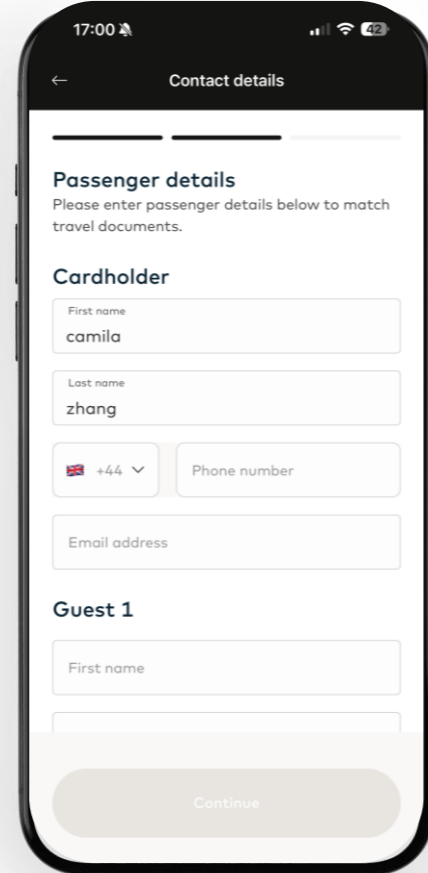 17:00
42
Contact details
Passenger details
Please enter passenger details below to match
travel documents.
Cardholder
First name
camila
Last name
zhang
+44
Phone number
Email address
Guest 1
First name
Continue